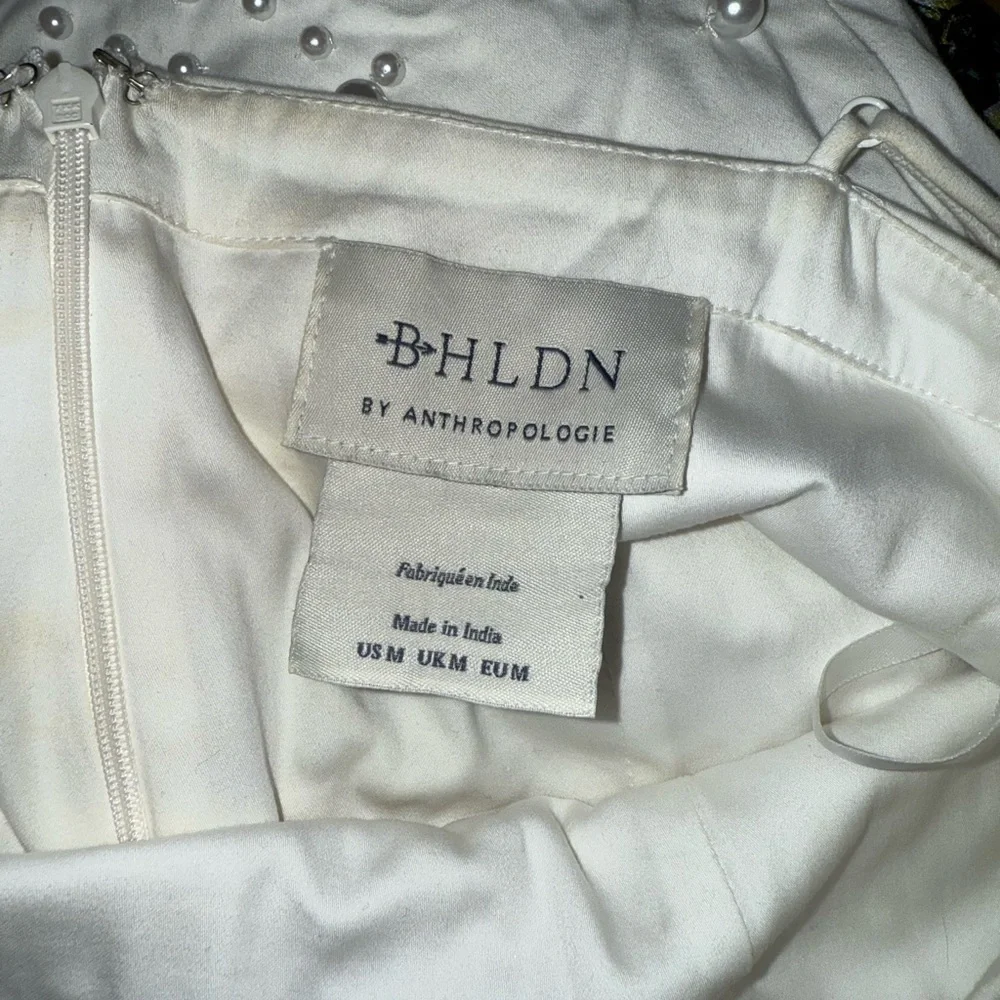 BHLDN
BY ANTHROPOLOGIE
Fabriqué en Inde
Made in India
US M UK M EU M